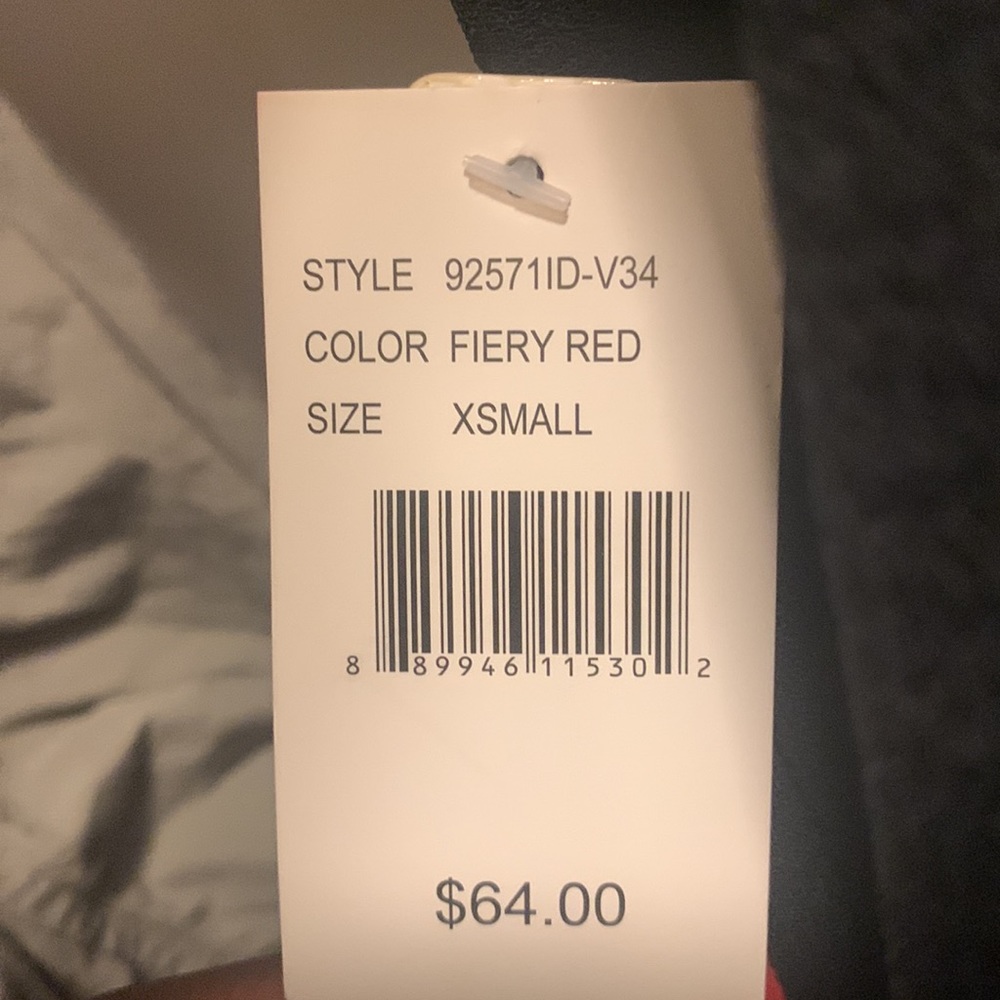 STYLE 92571ID-V34
COLOR FIERY RED
SIZE XSMALL
8 89946 11530 2
$64.00